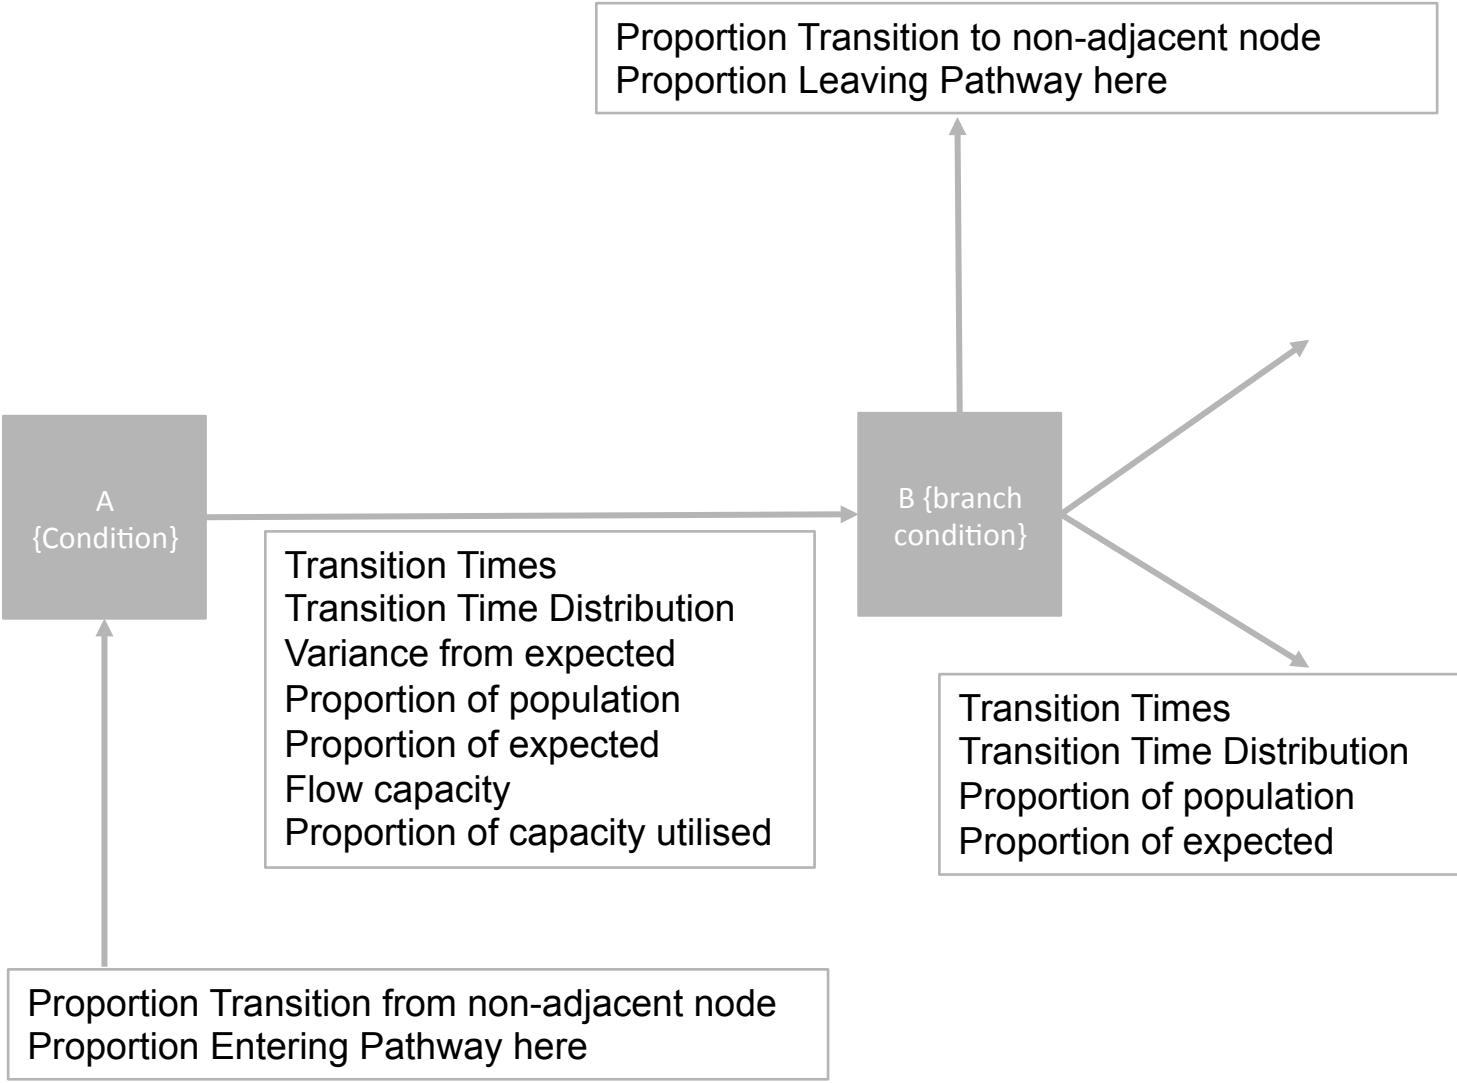 Proportion Transition to non-adjacent node
Proportion Leaving Pathway here
A
{Condition}
B {branch
condition}
Transition Times
Transition Time Distribution
Variance from expected
Proportion of population
Proportion of expected
Flow capacity
Proportion of capacity utilised
Transition Times
Transition Time Distribution
Proportion of population
Proportion of expected
Proportion Transition from non-adjacent node
Proportion Entering Pathway here